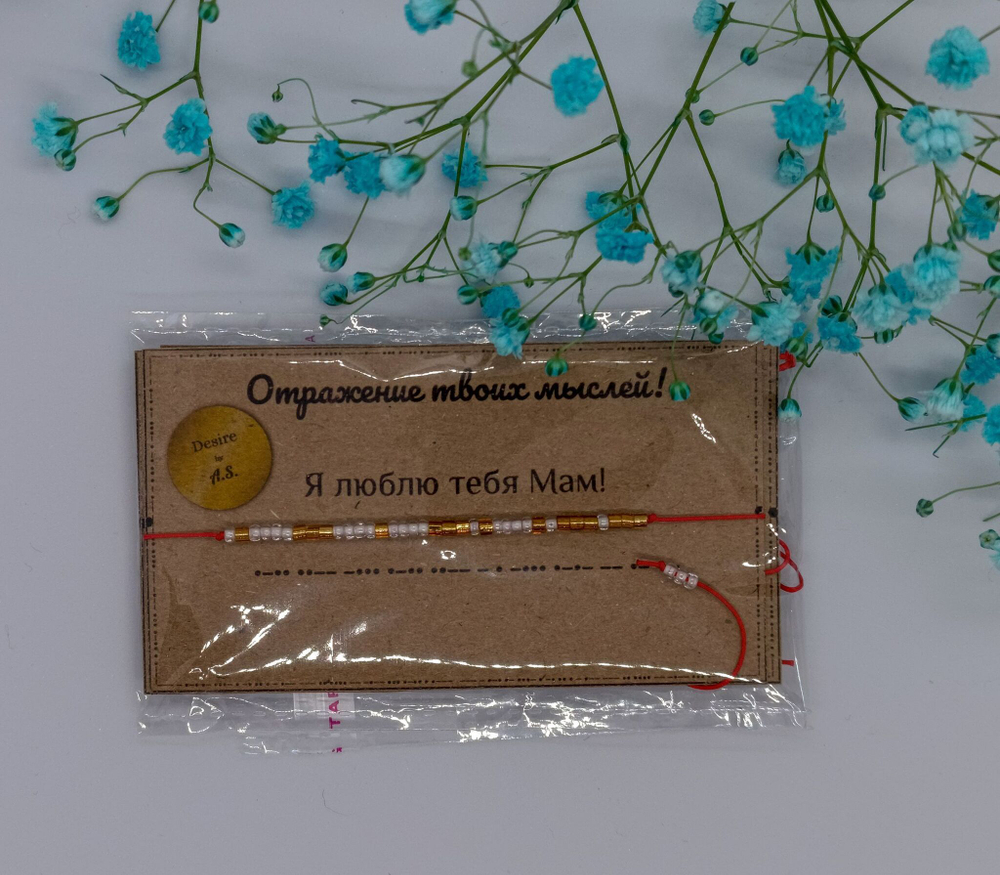 Отражение твоих мыслей!
Desire
by
A.S.
Я люблю тебя Мам!